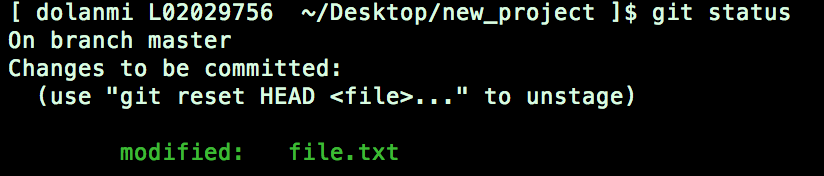 [ dolanmi L02029756  ~/Desktop/new_project ]$ git status
On branch master
Changes to be committed:
  (use "git reset HEAD <file>..." to unstage)
        modified:   file.txt